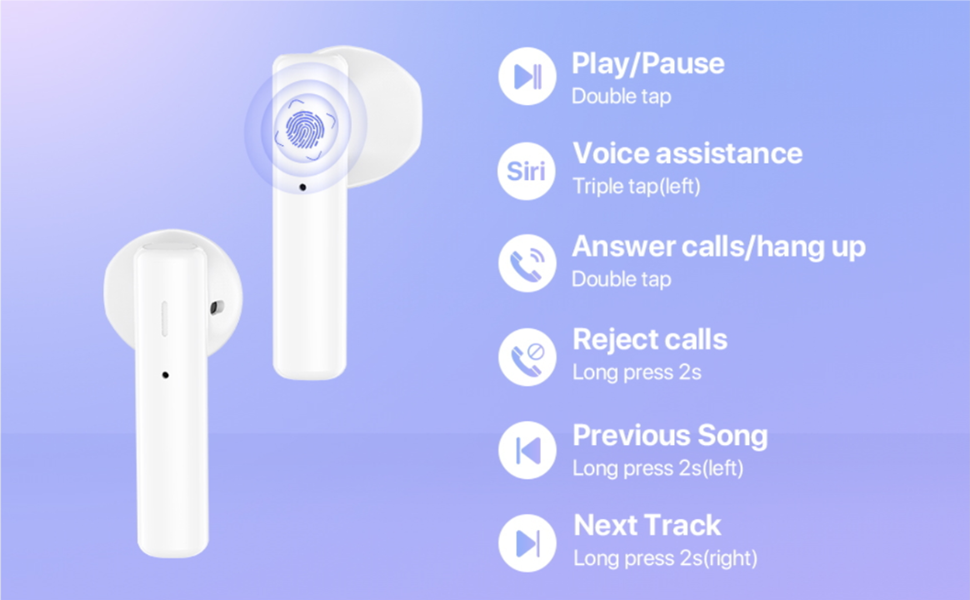 Play/Pause
Double tap
Siri
Voice assistance
Triple tap(left)
Answer calls/hang up
Double tap
Reject calls
Long press 2s
Previous Song
Long press 2s(left)
Next Track
Long press 2s(right)